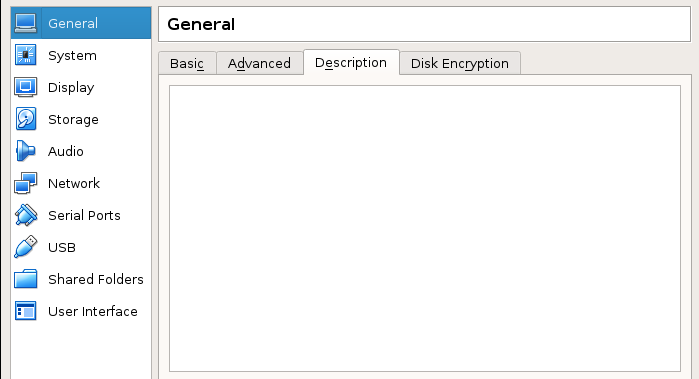 General
System
Display
Storage
Audio
Network
Serial Ports
USB
Shared Folders
User Interface
General
Basic Advanced Description Disk Encryption